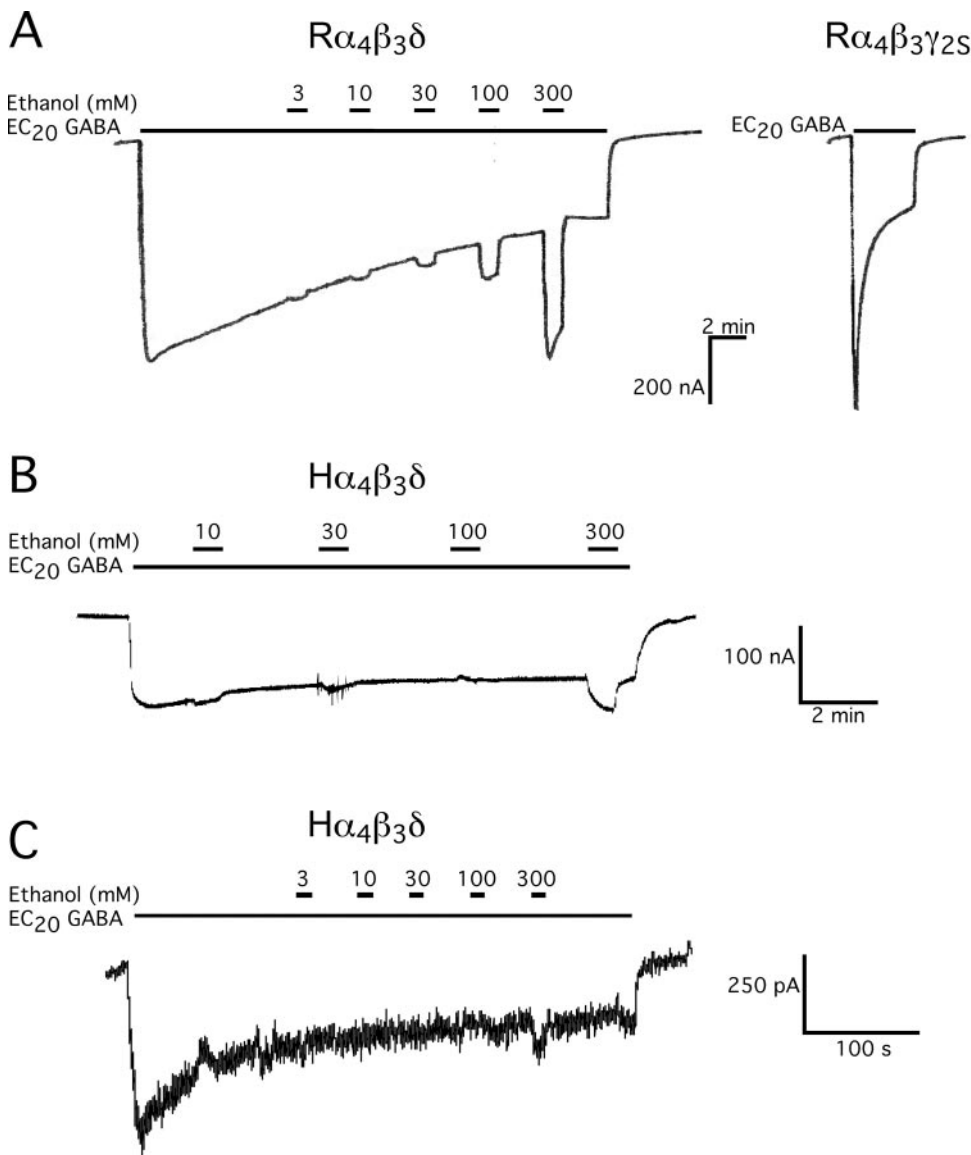 A
Rα4β3δ
Rα4β3γ2S
3 10 30 100 300
Ethanol (mM)
EC20 GABA
EC20 GABA
2 min
200 nA
B
Hα4β3δ
10 30 100 300
Ethanol (mM)
EC20 GABA
100 nA
2 min
C
Hα4β3δ
3 10 30 100 300
Ethanol (mM)
EC20 GABA
250 pA
100 s